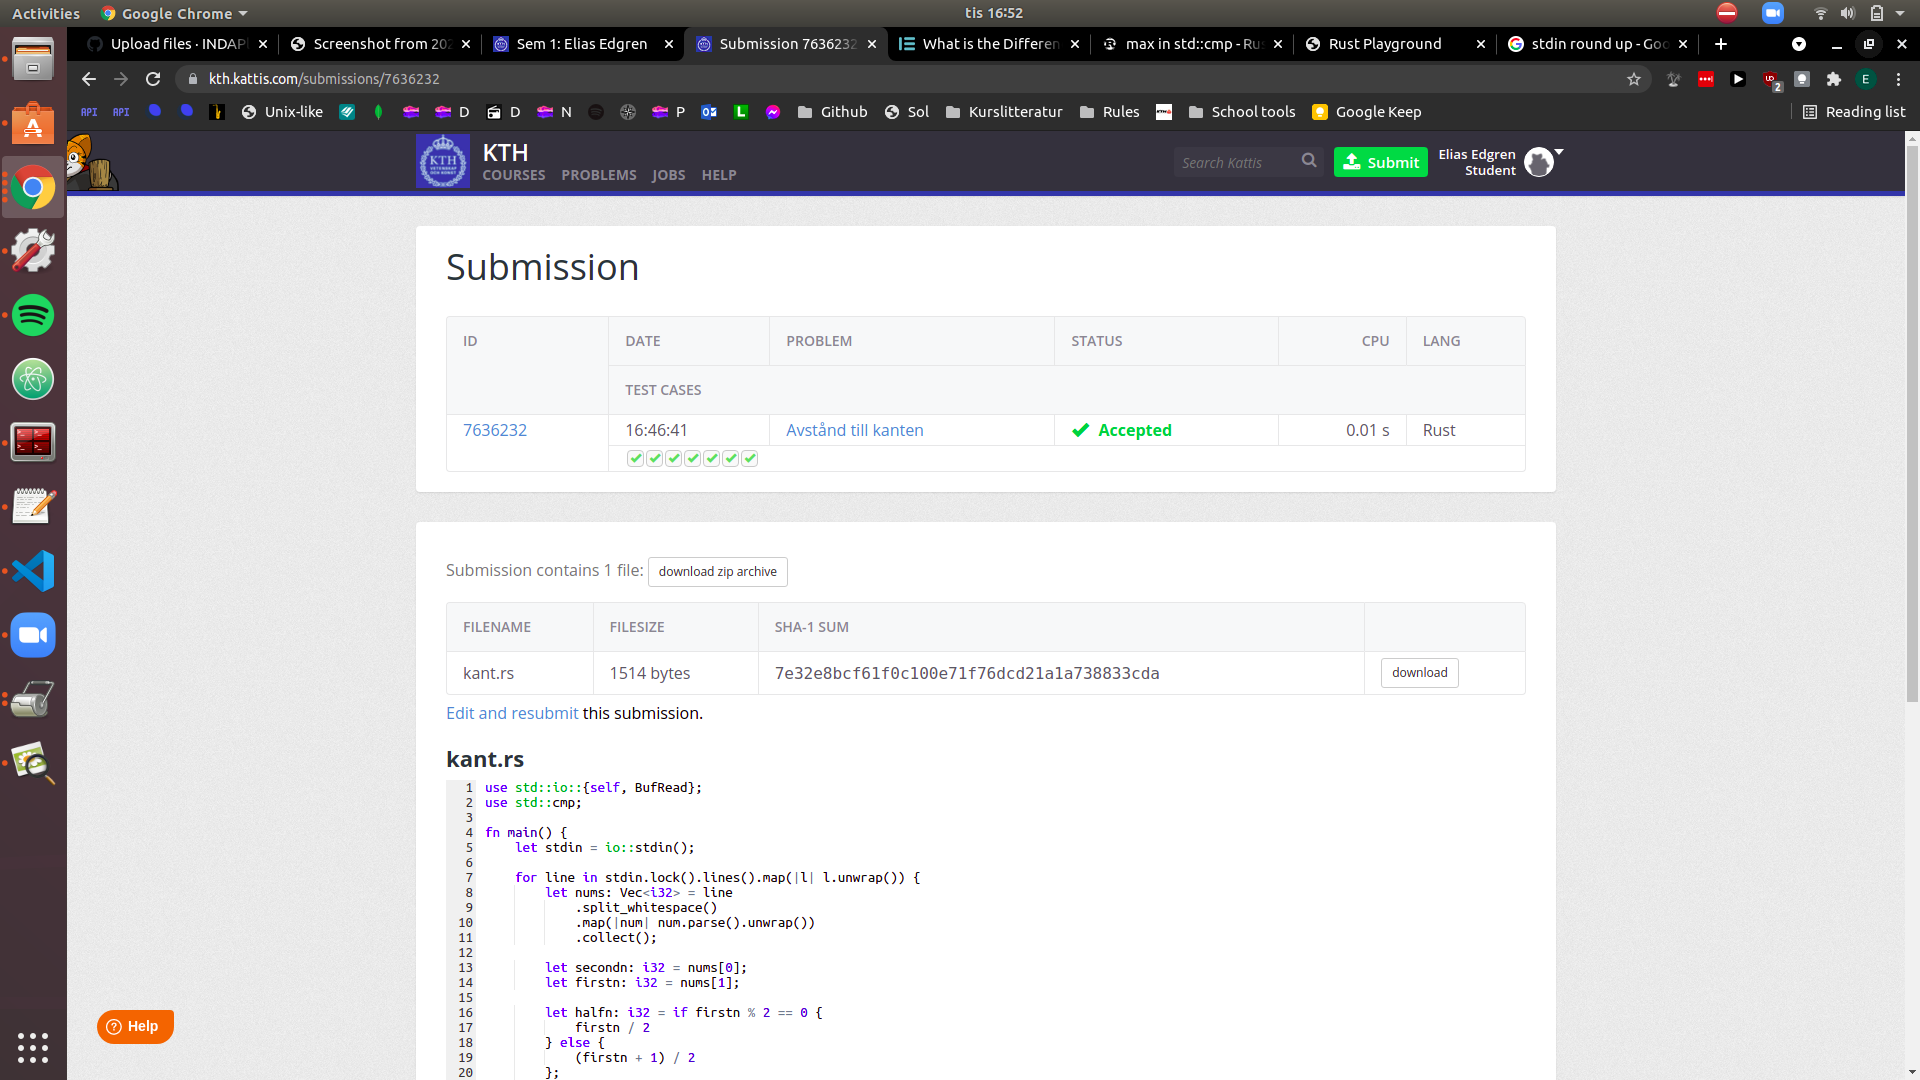 Activities Google Chrome tis 16:52
Upload files · INDAPl Screenshot from 202 Sem 1: Elias Edgren Submission 7636232 What is the Differen max in std::cmp - Rus Rust Playground stdin round up - Goo
kth.kattis.com/submissions/7636232
API API Unix-like D D N P L Github Sol Kurslitteratur Rules School tools Google Keep Reading list
KTH
COURSES PROBLEMS JOBS HELP
Search Kattis
Submit
Elias Edgren
Student
Submission
ID DATE PROBLEM STATUS CPU LANG
TEST CASES
7636232 16:46:41 Avstånd till kanten Accepted 0.01 s Rust
Submission contains 1 file: download zip archive
FILENAME FILESIZE SHA-1 SUM
kant.rs 1514 bytes 7e32e8bcf61f0c100e71f76dcd21a1a738833cda download
Edit and resubmit this submission.
kant.rs
1 use std::io::{self, BufRead};
2 use std::cmp;
3
4 fn main() {
5 let stdin = io::stdin();
6
7 for line in stdin.lock().lines().map(|l| l.unwrap()) {
8 let nums: Vec<i32> = line
9 .split_whitespace()
10 .map(|num| num.parse().unwrap())
11 .collect();
12
13 let secondn: i32 = nums[0];
14 let firstn: i32 = nums[1];
15
16 let halfn: i32 = if firstn % 2 == 0 {
17 firstn / 2
18 } else {
19 (firstn + 1) / 2
20 };
Help